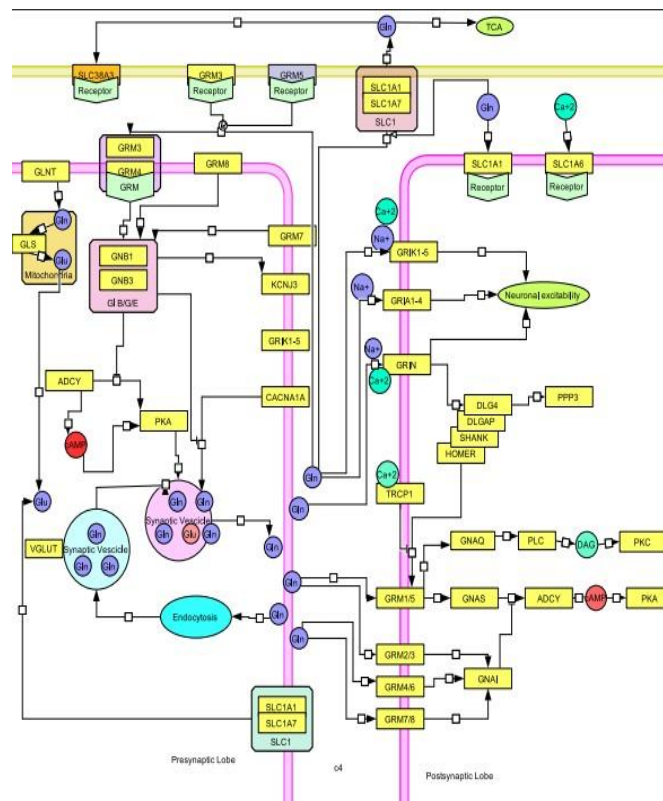 Gln
TCA
SLC38A3
Receptor
GRM3
Receptor
GRM5
Receptor
SLC1A1
SLC1A7
SLC1
Gln
Ca+2
GRM3
GRM4
GRM
GRM8
SLC1A1
Receptor
SLC1A6
Receptor
GLNT
Gln
GLS
Glu
Mitochondria
GRM7
GNB1
GNB3
GI B/G/E
KCNJ3
Ca+2
Na+
GRIK1-5
Na+
GRIA1-4
Neuronal excitability
GRIK1-5
Na+
GRIN
Ca+2
ADCY
PKA
cAMP
CACNA1A
DLG4
PPP3
DLGAP
SHANK
HOMER
Gln
Ca+2
TRCP1
Glu
Gln
Gln
Synaptic Vescicle
Gln
Glu
Gln
Gln
Gln
VGLUT
Gln
Synaptic Vescicle
Gln
Gln
GNAQ
PLC
DAG
PKC
Gln
GRM1/5
GNAS
ADCY
cAMP
PKA
Endocytosis
Gln
Gln
GRM2/3
GRM4/6
GNAI
GRM7/8
SLC1A1
SLC1A7
SLC1
Presynaptic Lobe
c4
Postsynaptic Lobe